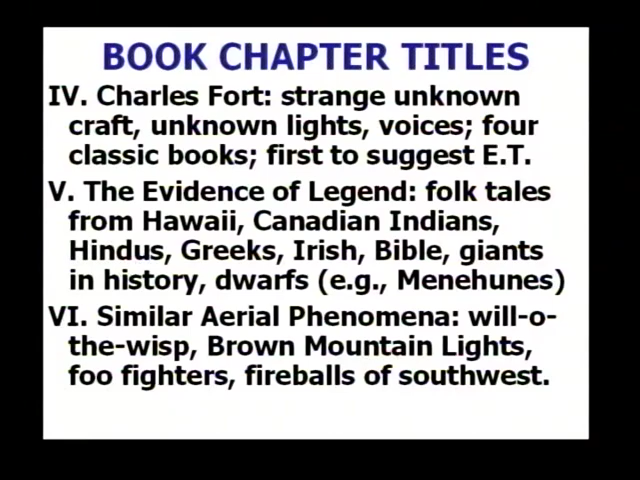 BOOK CHAPTER TITLES
IV. Charles Fort: strange unknown
craft, unknown lights, voices; four
classic books; first to suggest E.T.
V. The Evidence of Legend: folk tales
from Hawaii, Canadian Indians,
Hindus, Greeks, Irish, Bible, giants
in history, dwarfs (e.g., Menehunes)
VI. Similar Aerial Phenomena: will-o-
the-wisp, Brown Mountain Lights,
foo fighters, fireballs of southwest.